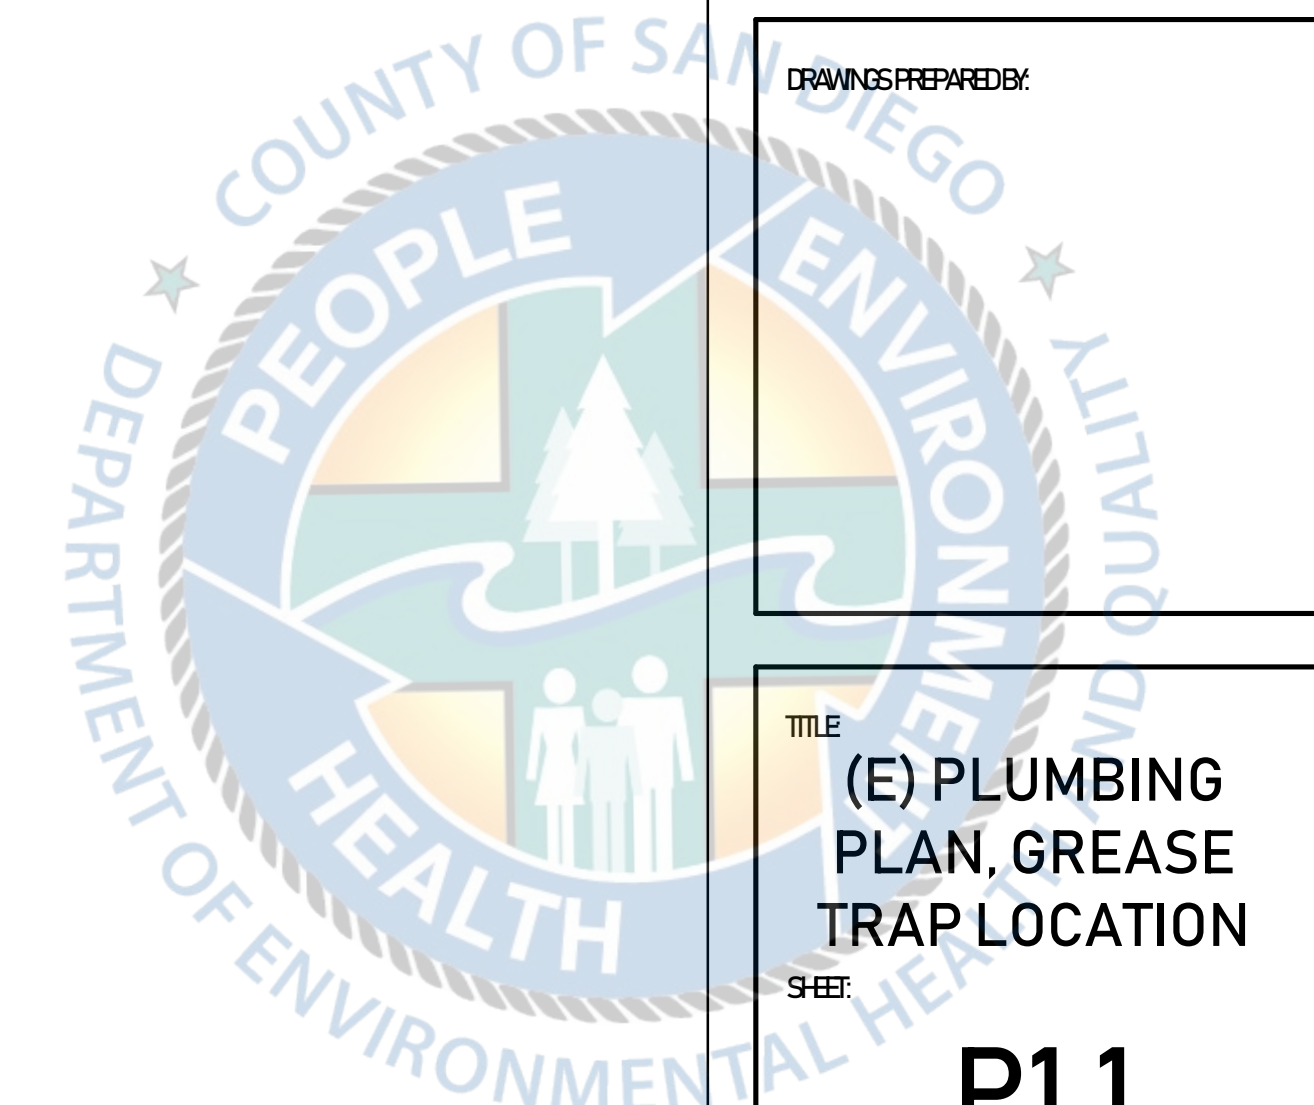 COUNTY OF SAN DIEGO
DEPARTMENT OF ENVIRONMENTAL HEALTH AND QUALITY
PEOPLE
ENVIRONMENT
HEALTH
DRAWINGS PREPARED BY:
TITLE
(E) PLUMBING
PLAN, GREASE
TRAP LOCATION
SHEET:
P1.1